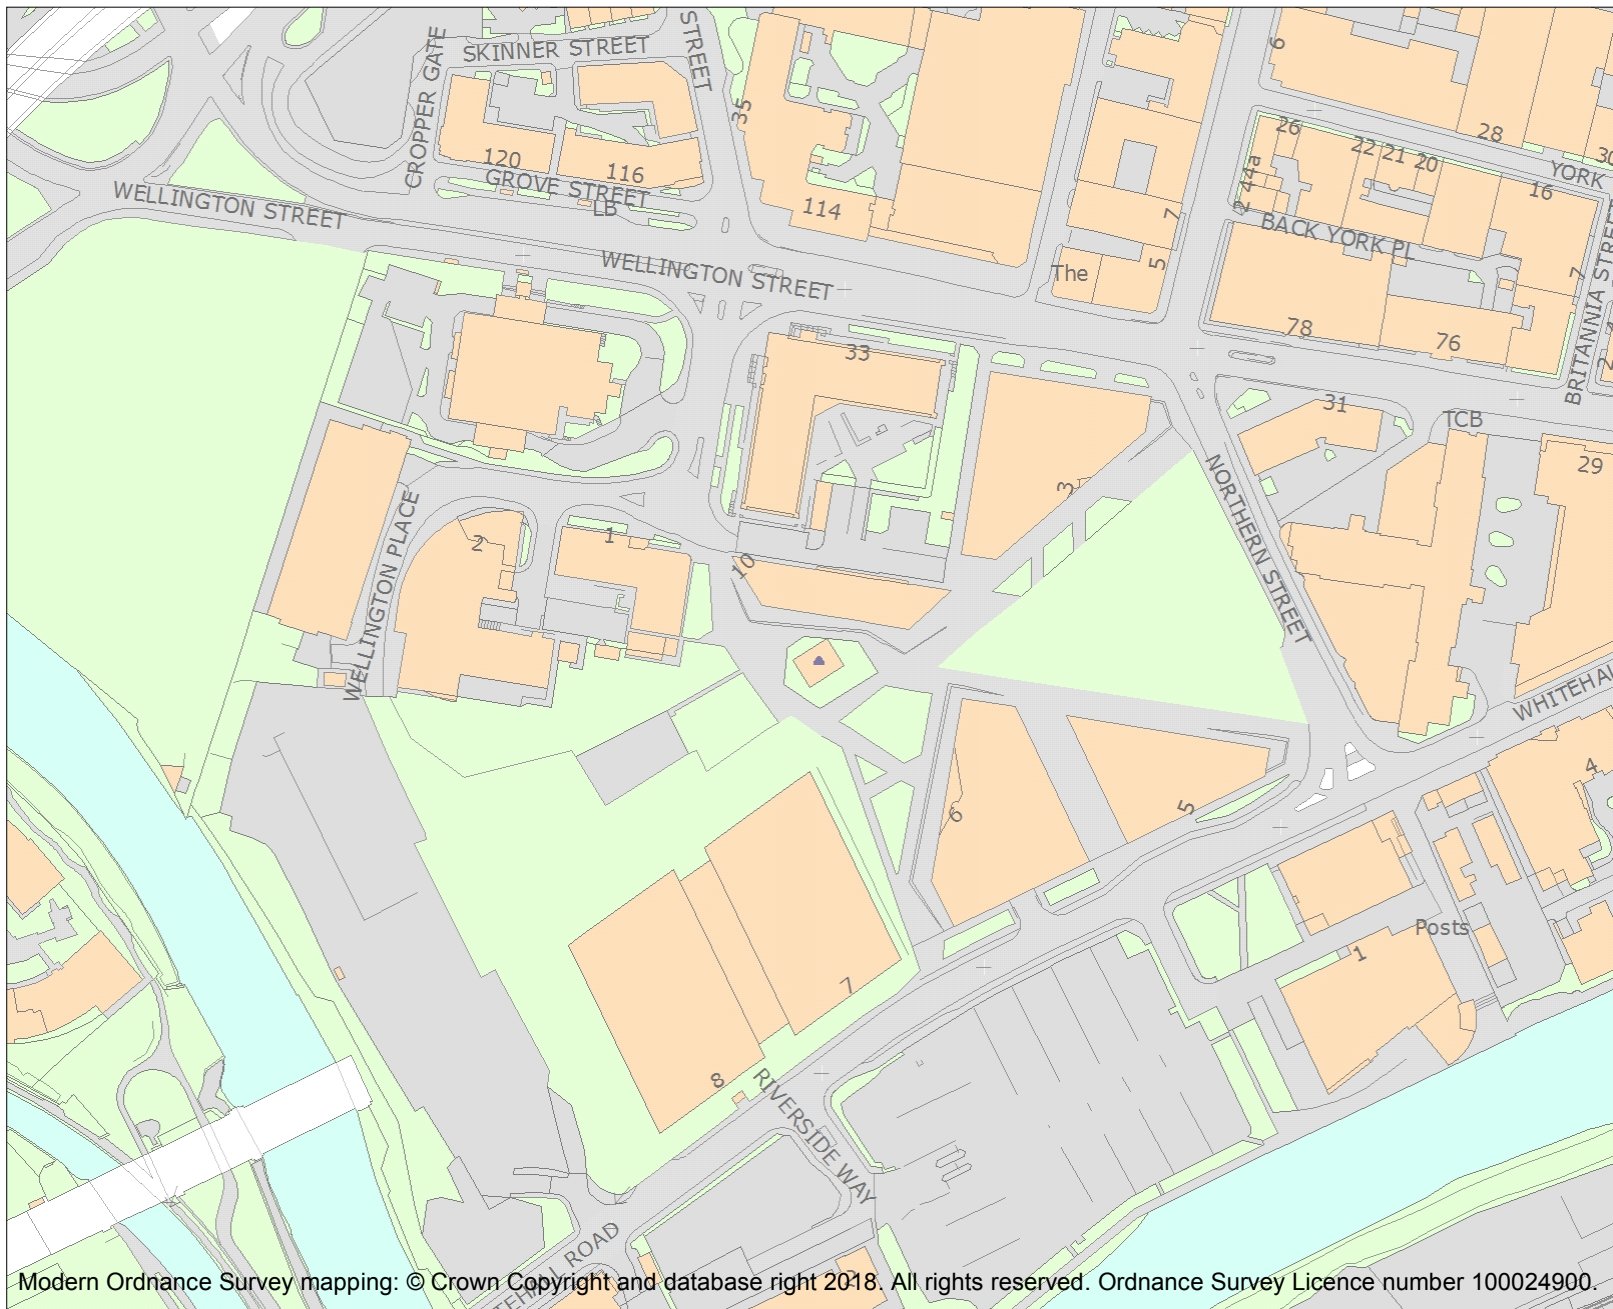 SKINNER STREET
STREET
CROPPER GATE
35
6
120
116
GROVE STREET
LB
114
WELLINGTON STREET
WELLINGTON STREET
26
22
21
20
28
30
YORK
16
2
44a
BACK YORK PL
7
5
The
7
BRITANNIA STREET
78
76
33
31
TCB
29
3
NORTHERN STREET
WELLINGTON PLACE
2
1
10
WHITEHA
4
6
5
Posts
1
7
8
RIVERSIDE WAY
TEHALL ROAD
Modern Ordnance Survey mapping: © Crown Copyright and database right 2018. All rights reserved. Ordnance Survey Licence number 100024900.